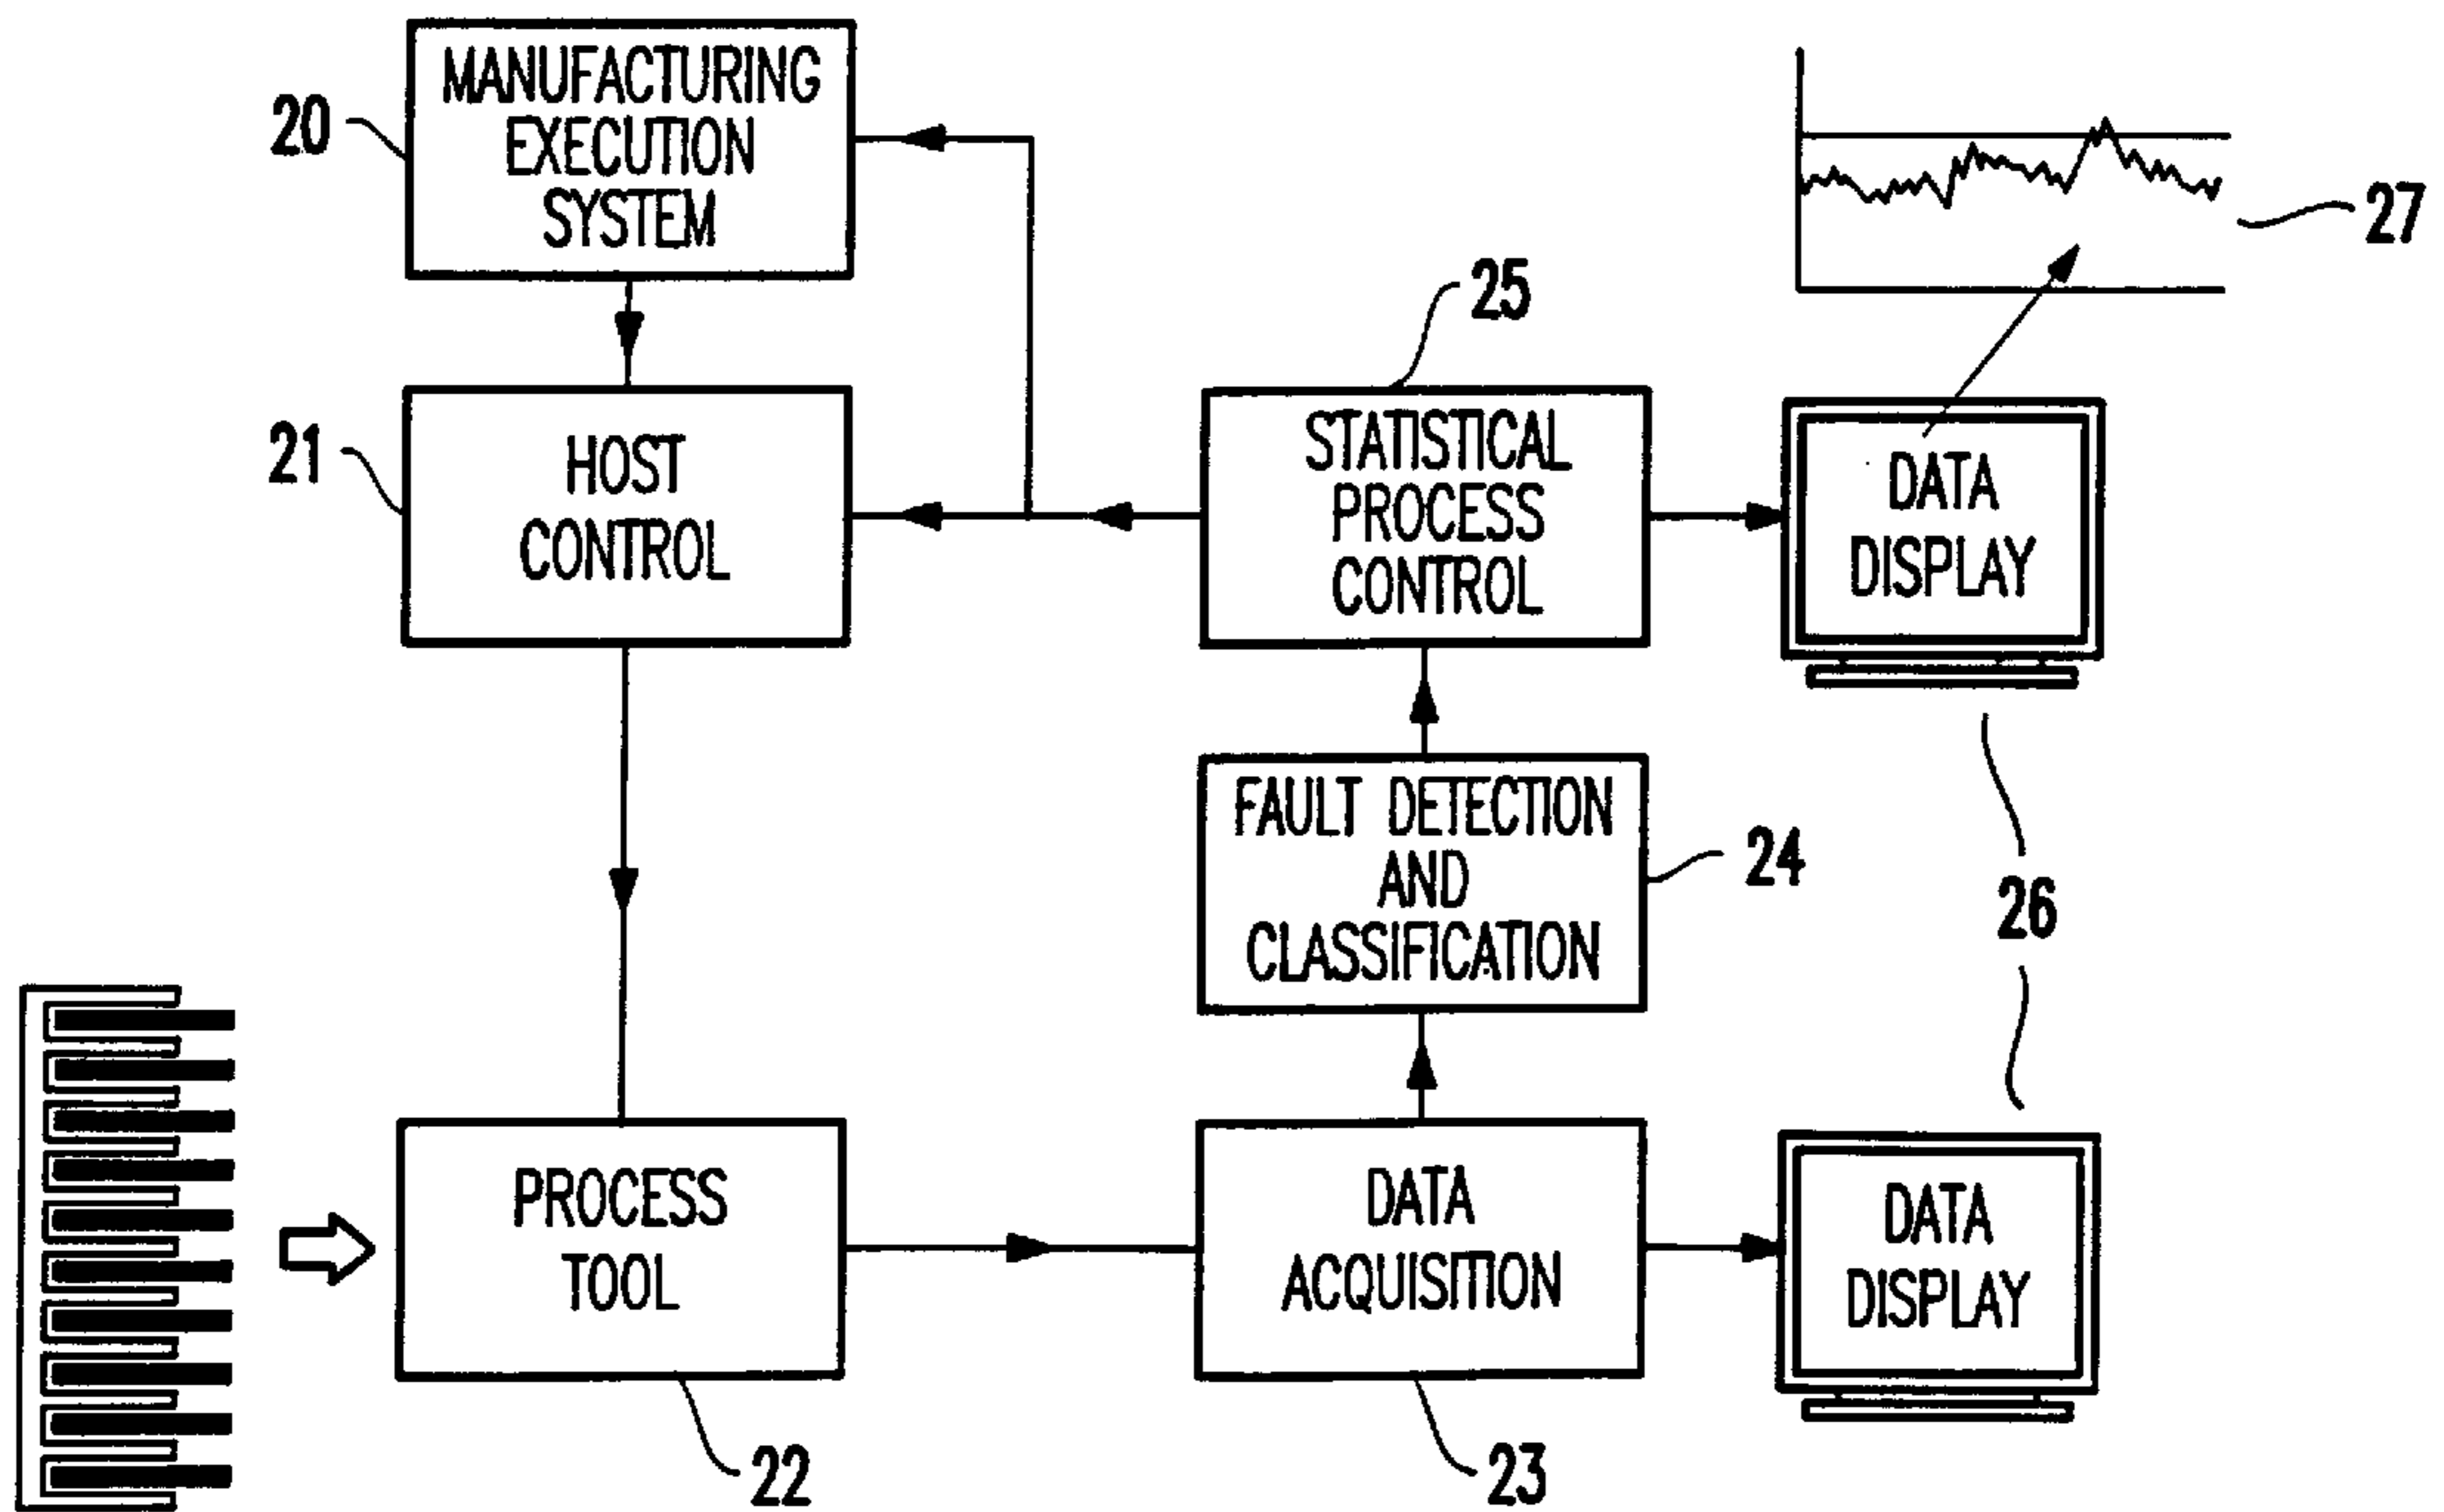 MANUFACTURING
EXECUTION
SYSTEM
20
27
25
HOST
CONTROL
21
STATISTICAL
PROCESS
CONTROL
DATA
DISPLAY
FAULT DETECTION
AND
CLASSIFICATION
24
26
PROCESS
TOOL
DATA
ACQUISITION
DATA
DISPLAY
22
23